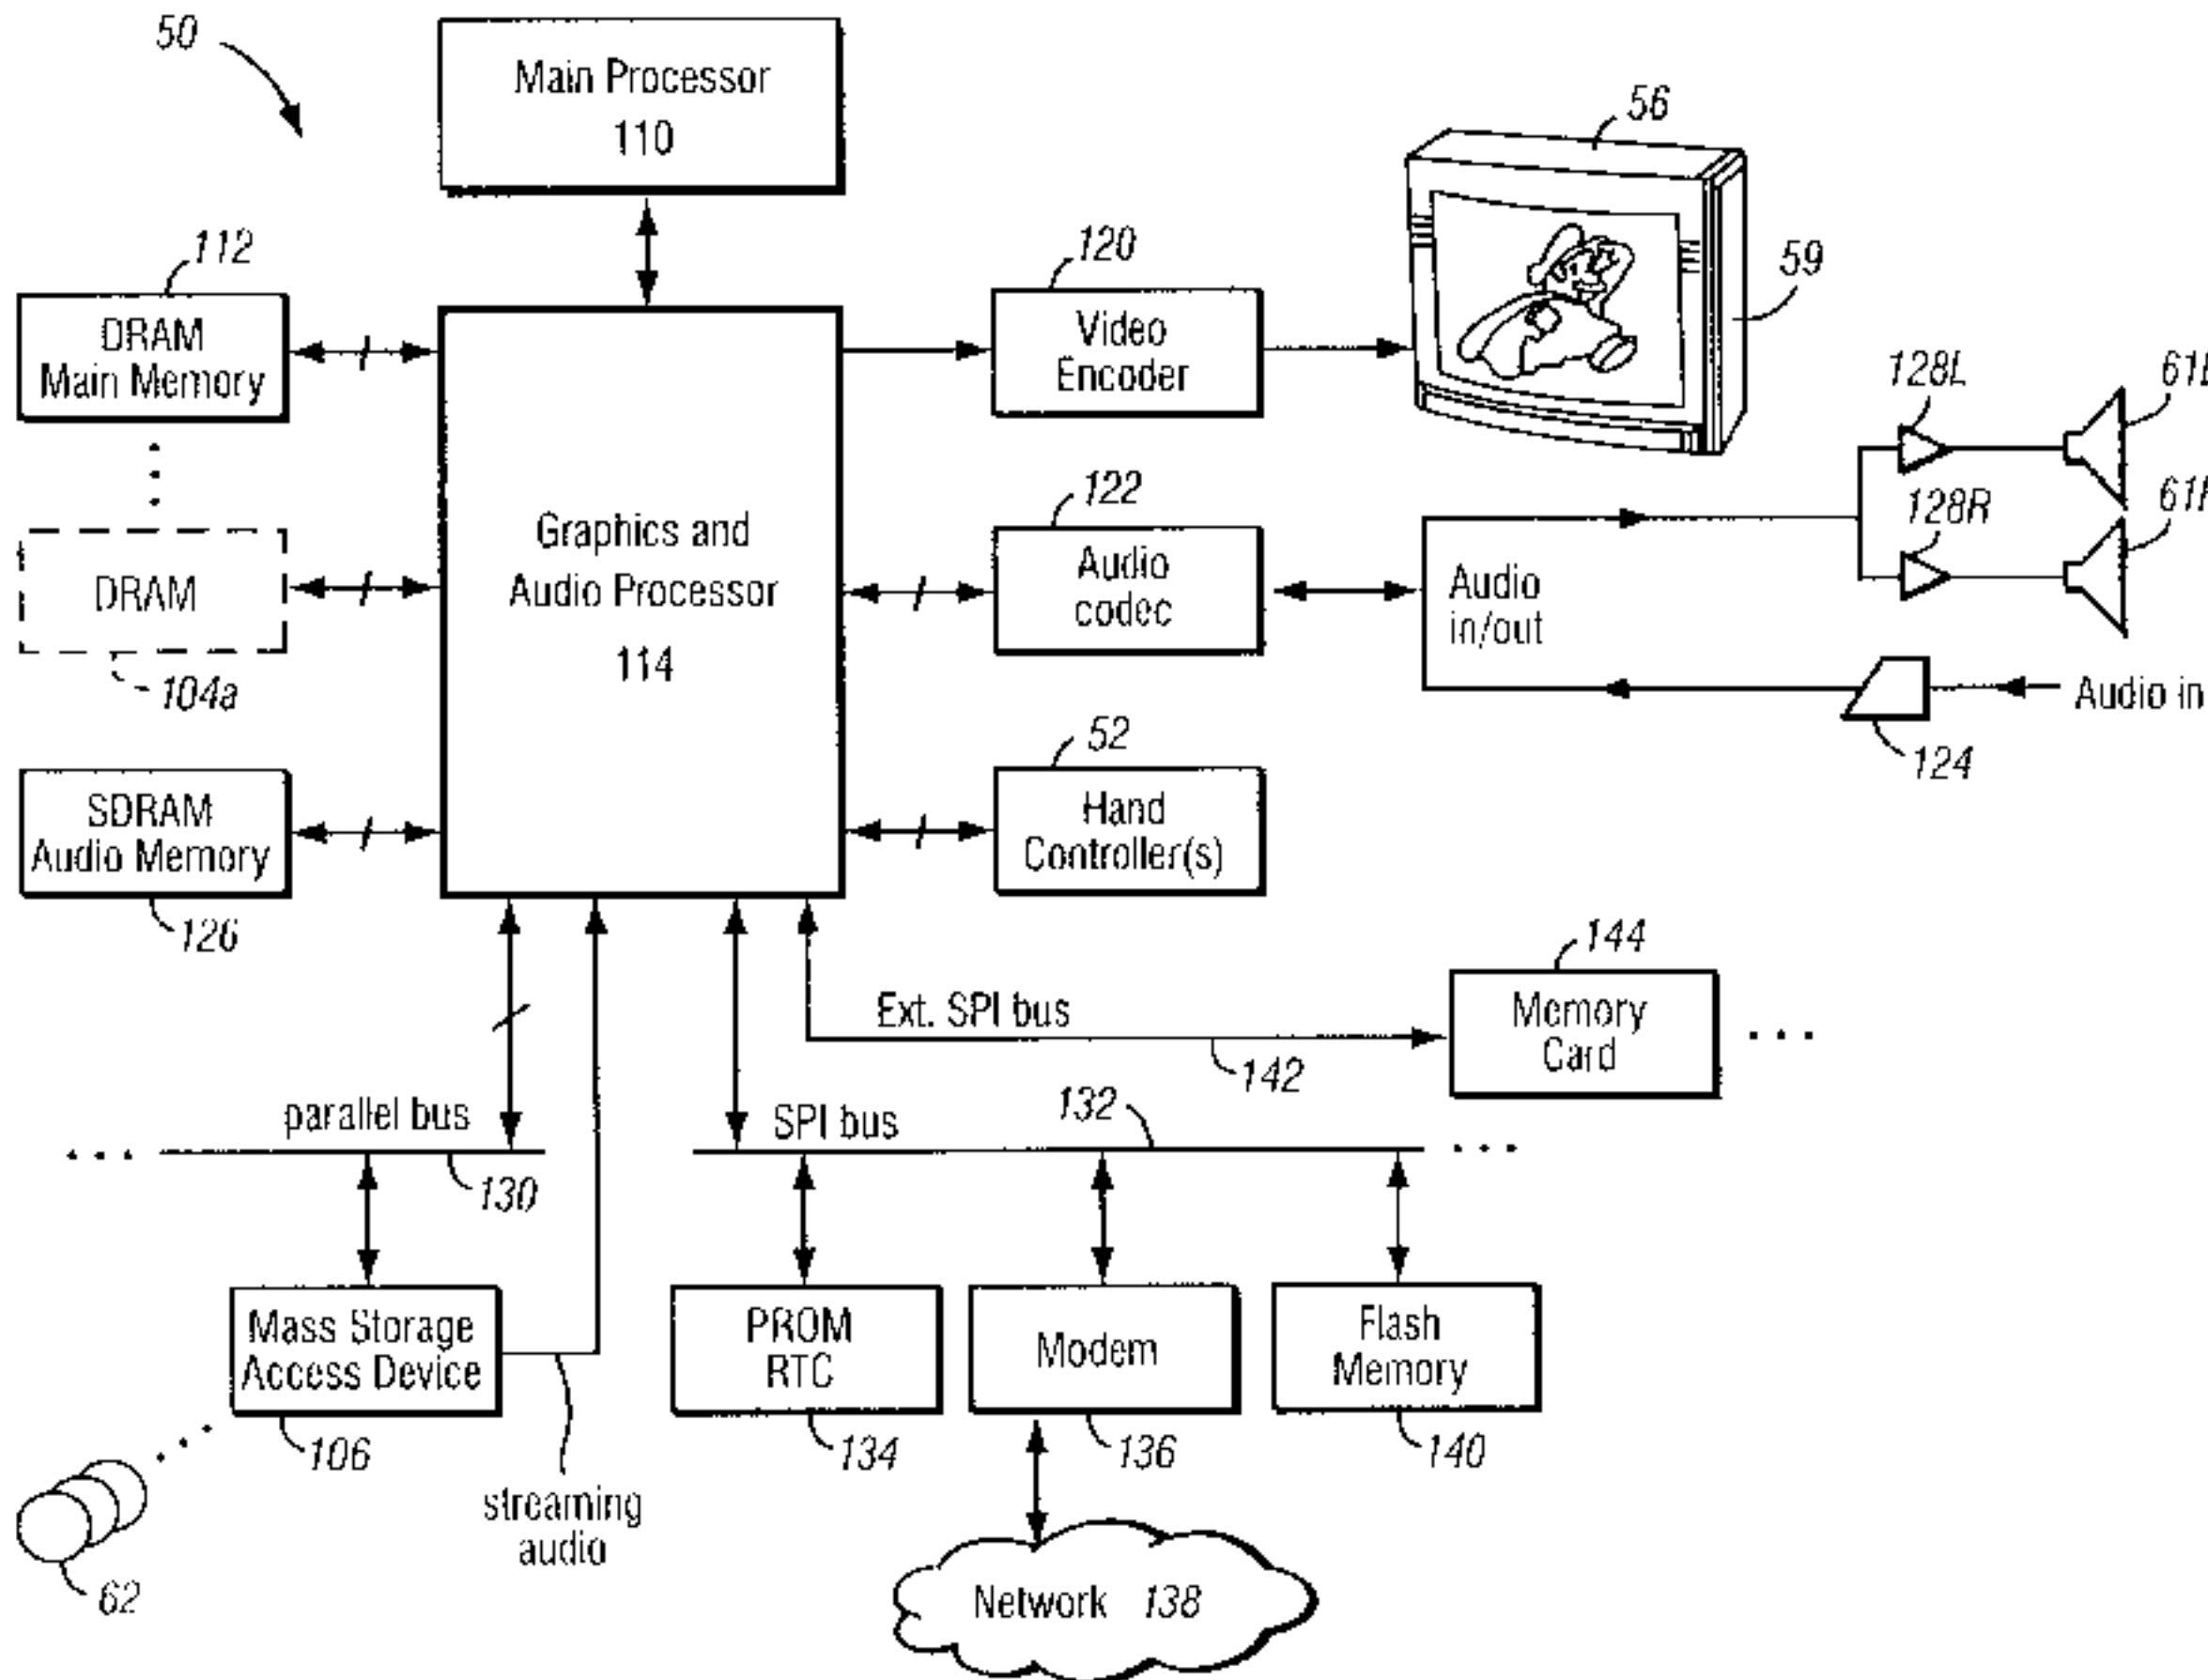 50
Main Processor
110
56
112
120
59
DRAM
Main Memory
Video
Encoder
128L
61L
122
128R
DRAM
104a
Graphics and
Audio Processor
114
Audio
codec
Audio
in/out
Audio in
124
52
SDRAM
Audio Memory
126
Hand
Controller(s)
144
Ext. SPI bus
142
Memory
Card
parallel bus
130
SPI bus
132
Mass Storage
Access Device
106
PROM
RTC
134
Modem
136
Flash
Memory
140
streaming
audio
62
Network 138